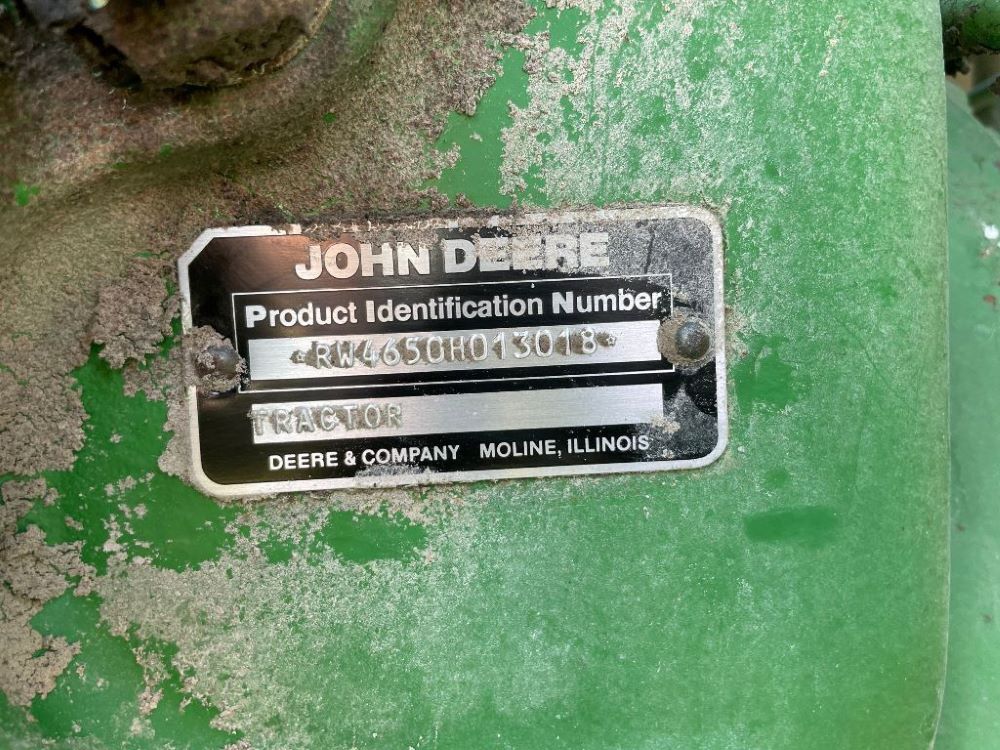 JOHN DEERE
Product Identification Number
*RW4650H013018*
TRACTOR
DEERE & COMPANY MOLINE, ILLINOIS